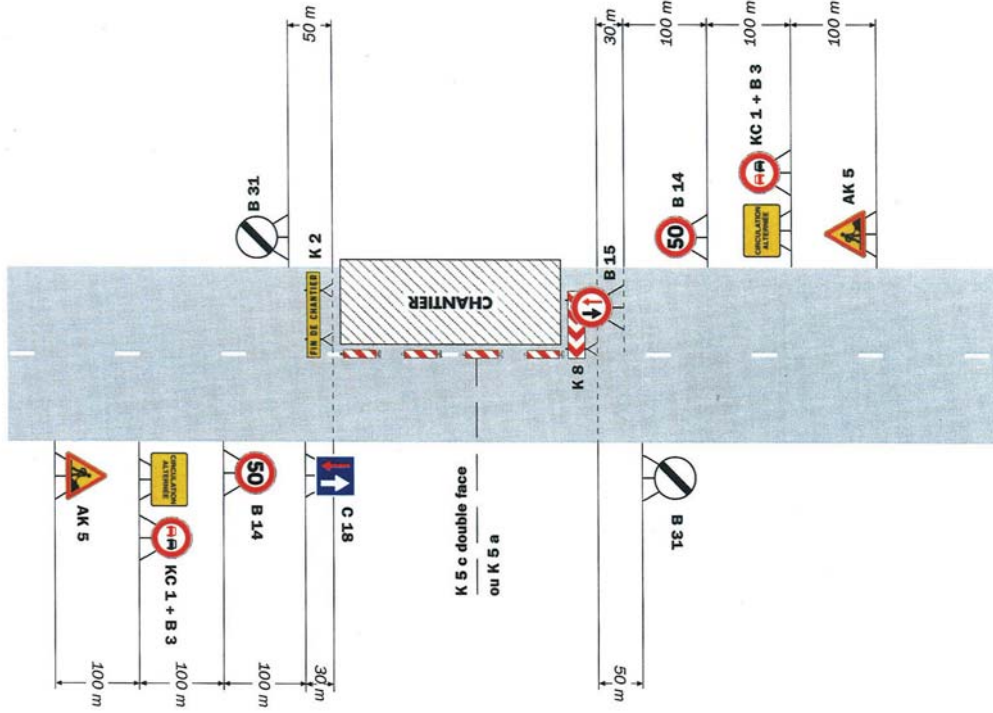 50 m
30 m
100 m
100 m
100 m
B 31
K 2
FIN DE CHANTIER
CHANTIER
B 15
K 8
B 14
50
KC 1 + B 3
CIRCULATION
ALTERNÉE
AK 5
AK 5
CIRCULATION
ALTERNÉE
KC 1 + B 3
50
B 14
C 18
K 5 c double face
ou K 5 a
B 31
100 m
100 m
100 m
30 m
50 m